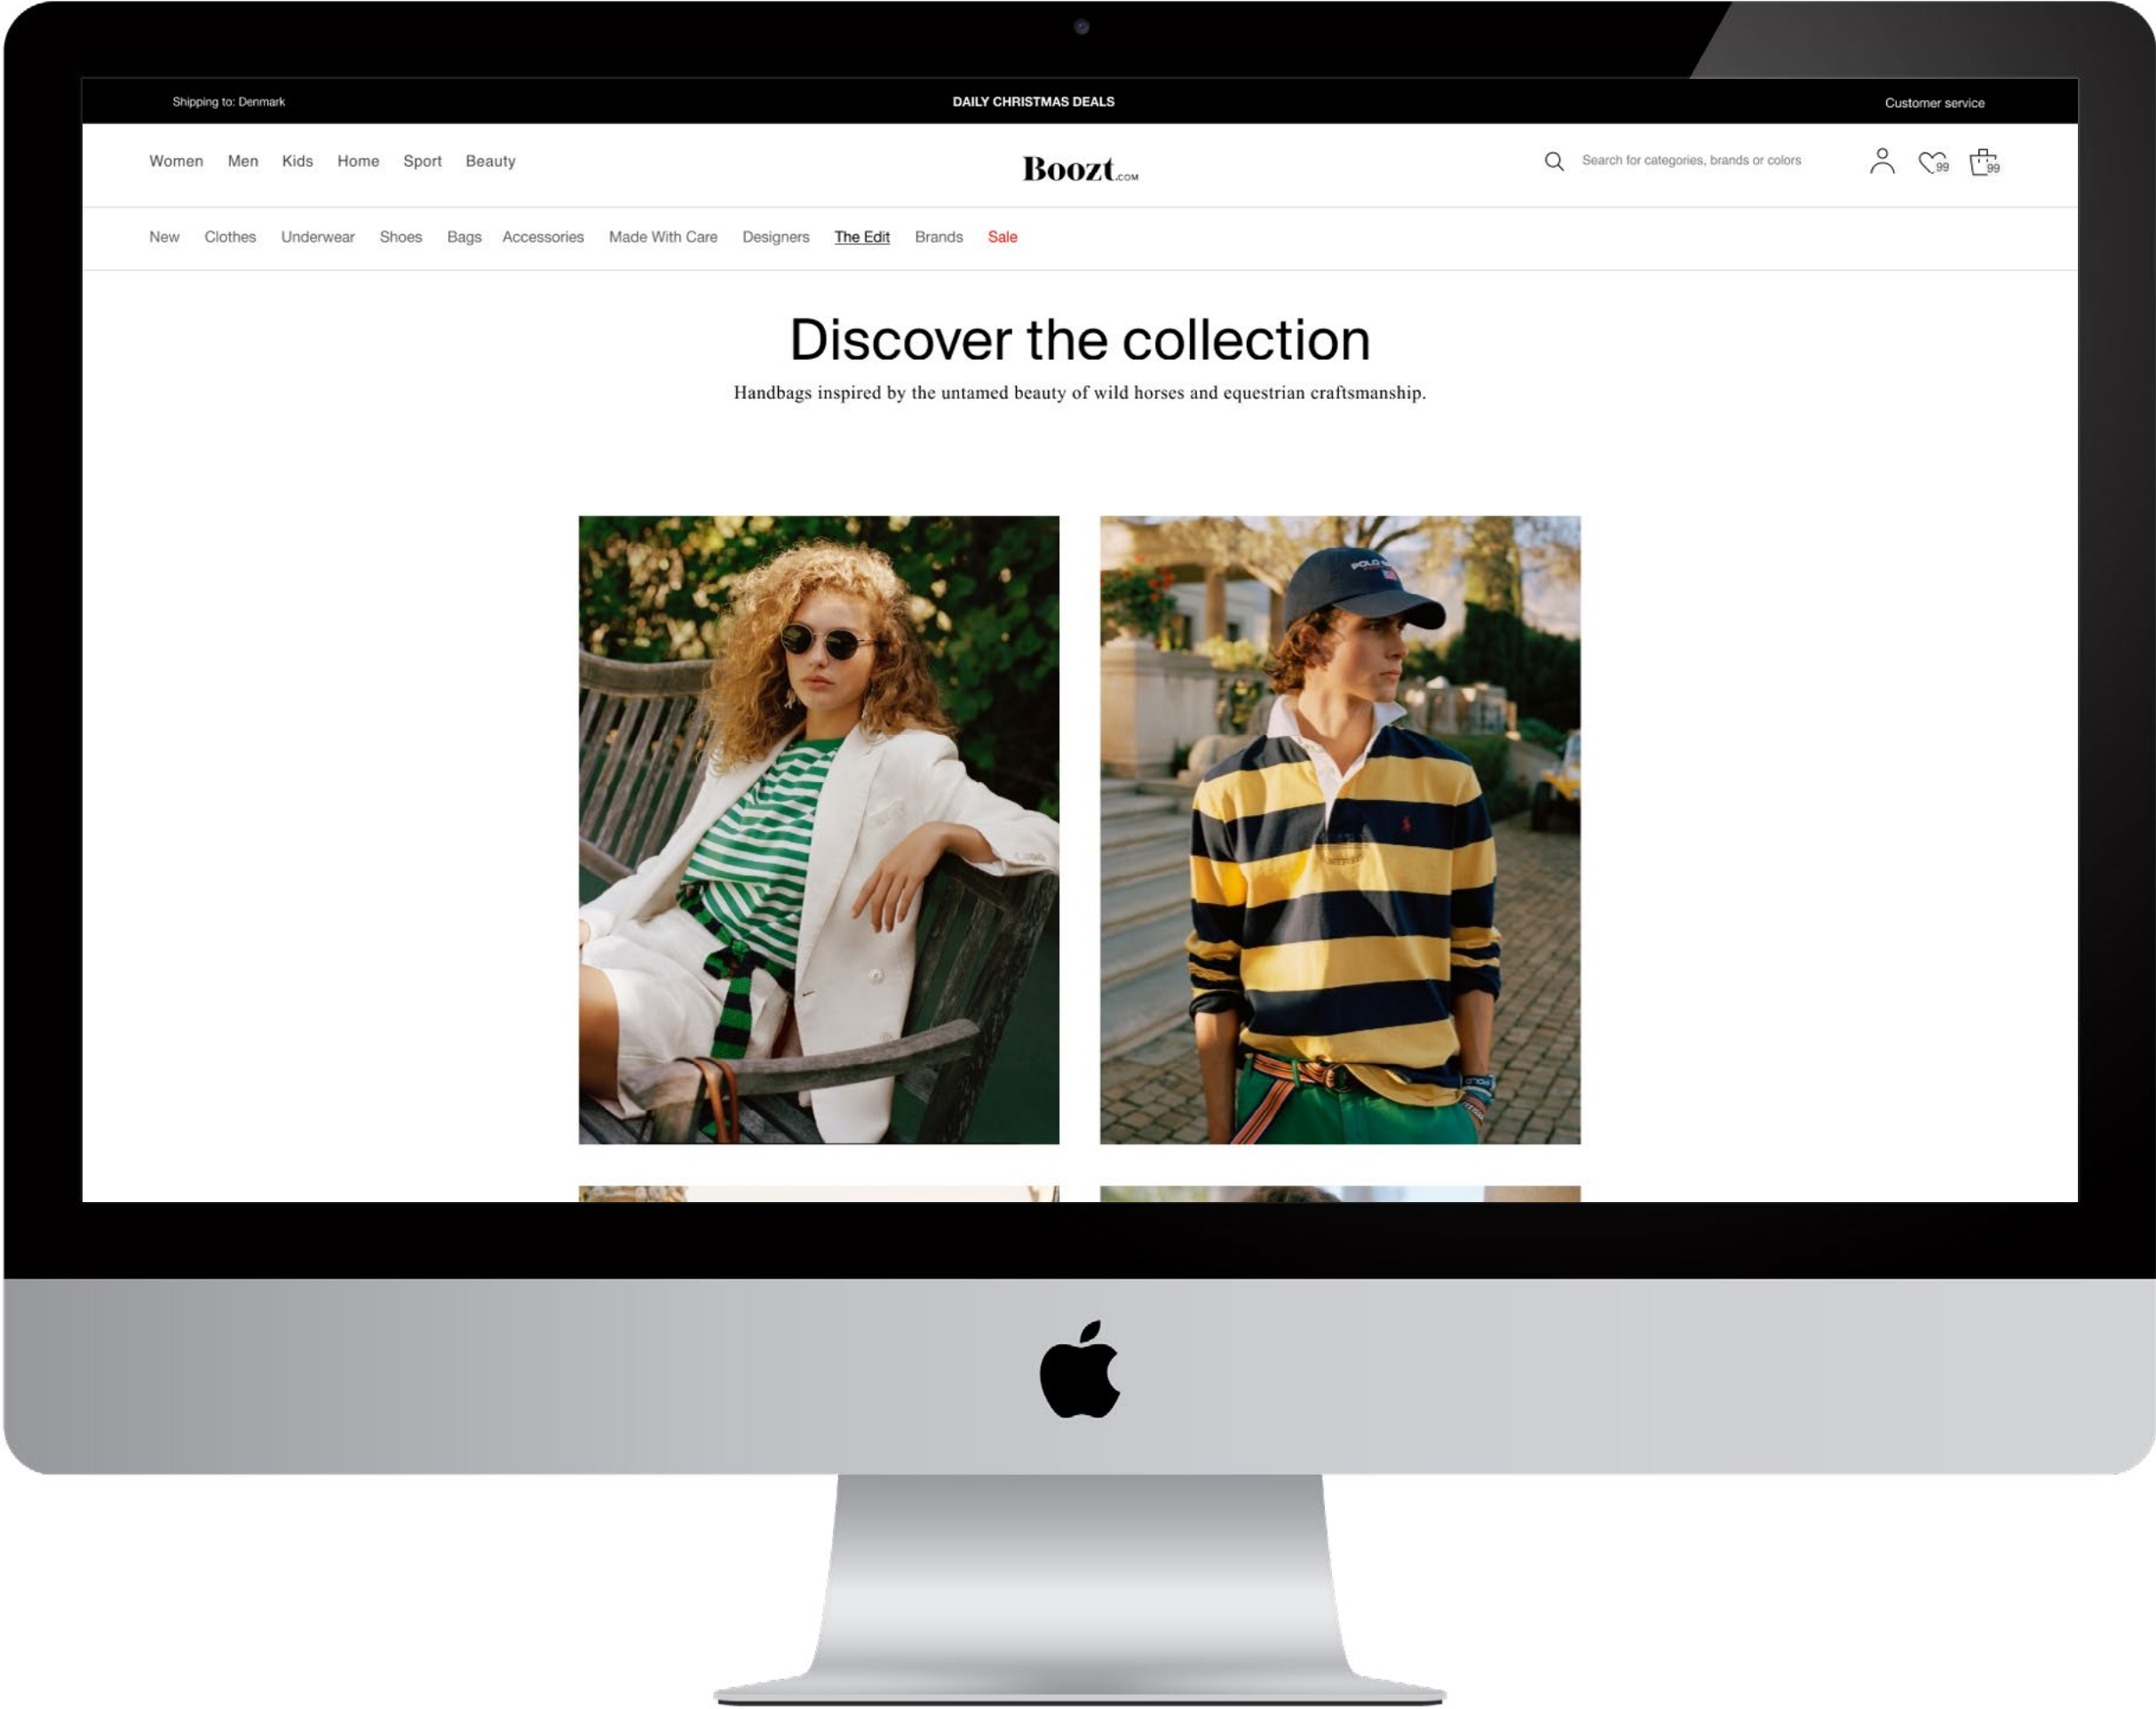 Shipping to: Denmark
DAILY CHRISTMAS DEALS
Customer service
Women Men Kids Home Sport Beauty
Boozt.COM
Search for categories, brands or colors
99 99
New Clothes Underwear Shoes Bags Accessories Made With Care Designers The Edit Brands Sale
Discover the collection
Handbags inspired by the untamed beauty of wild horses and equestrian craftsmanship.
POLO
POLO